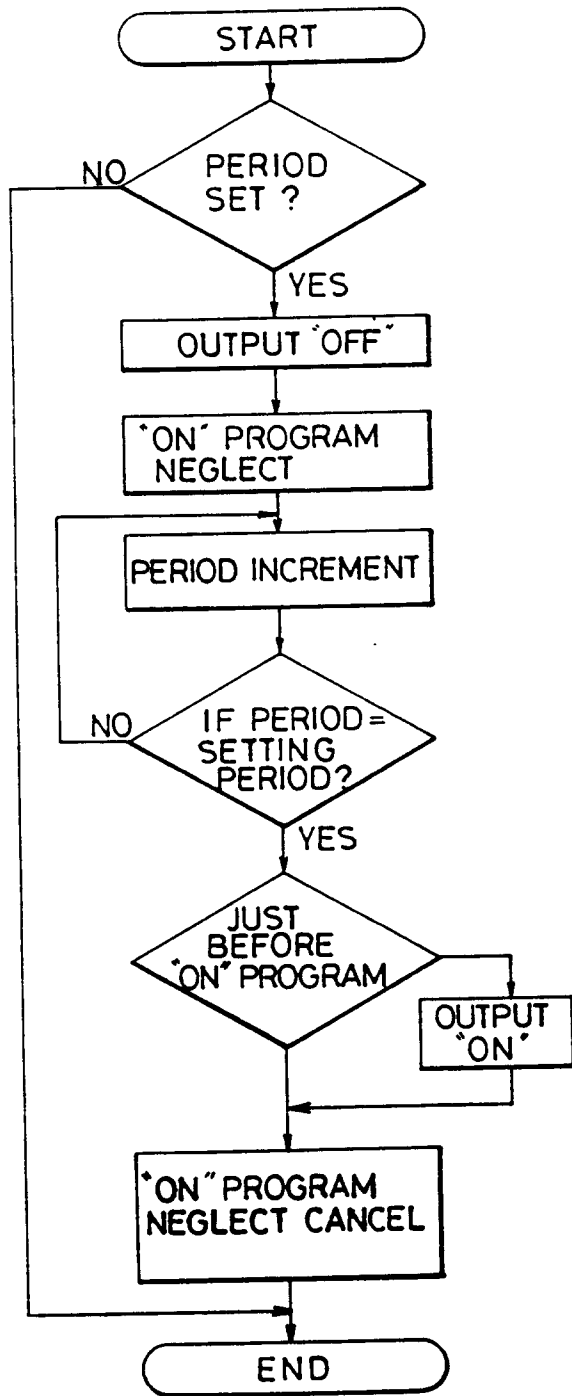 START
NO
PERIOD
SET ?
YES
OUTPUT "OFF"
"ON" PROGRAM
NEGLECT
PERIOD INCREMENT
NO
IF PERIOD =
SETTING
PERIOD?
YES
JUST
BEFORE
"ON" PROGRAM
OUTPUT
"ON"
"ON" PROGRAM
NEGLECT CANCEL
END